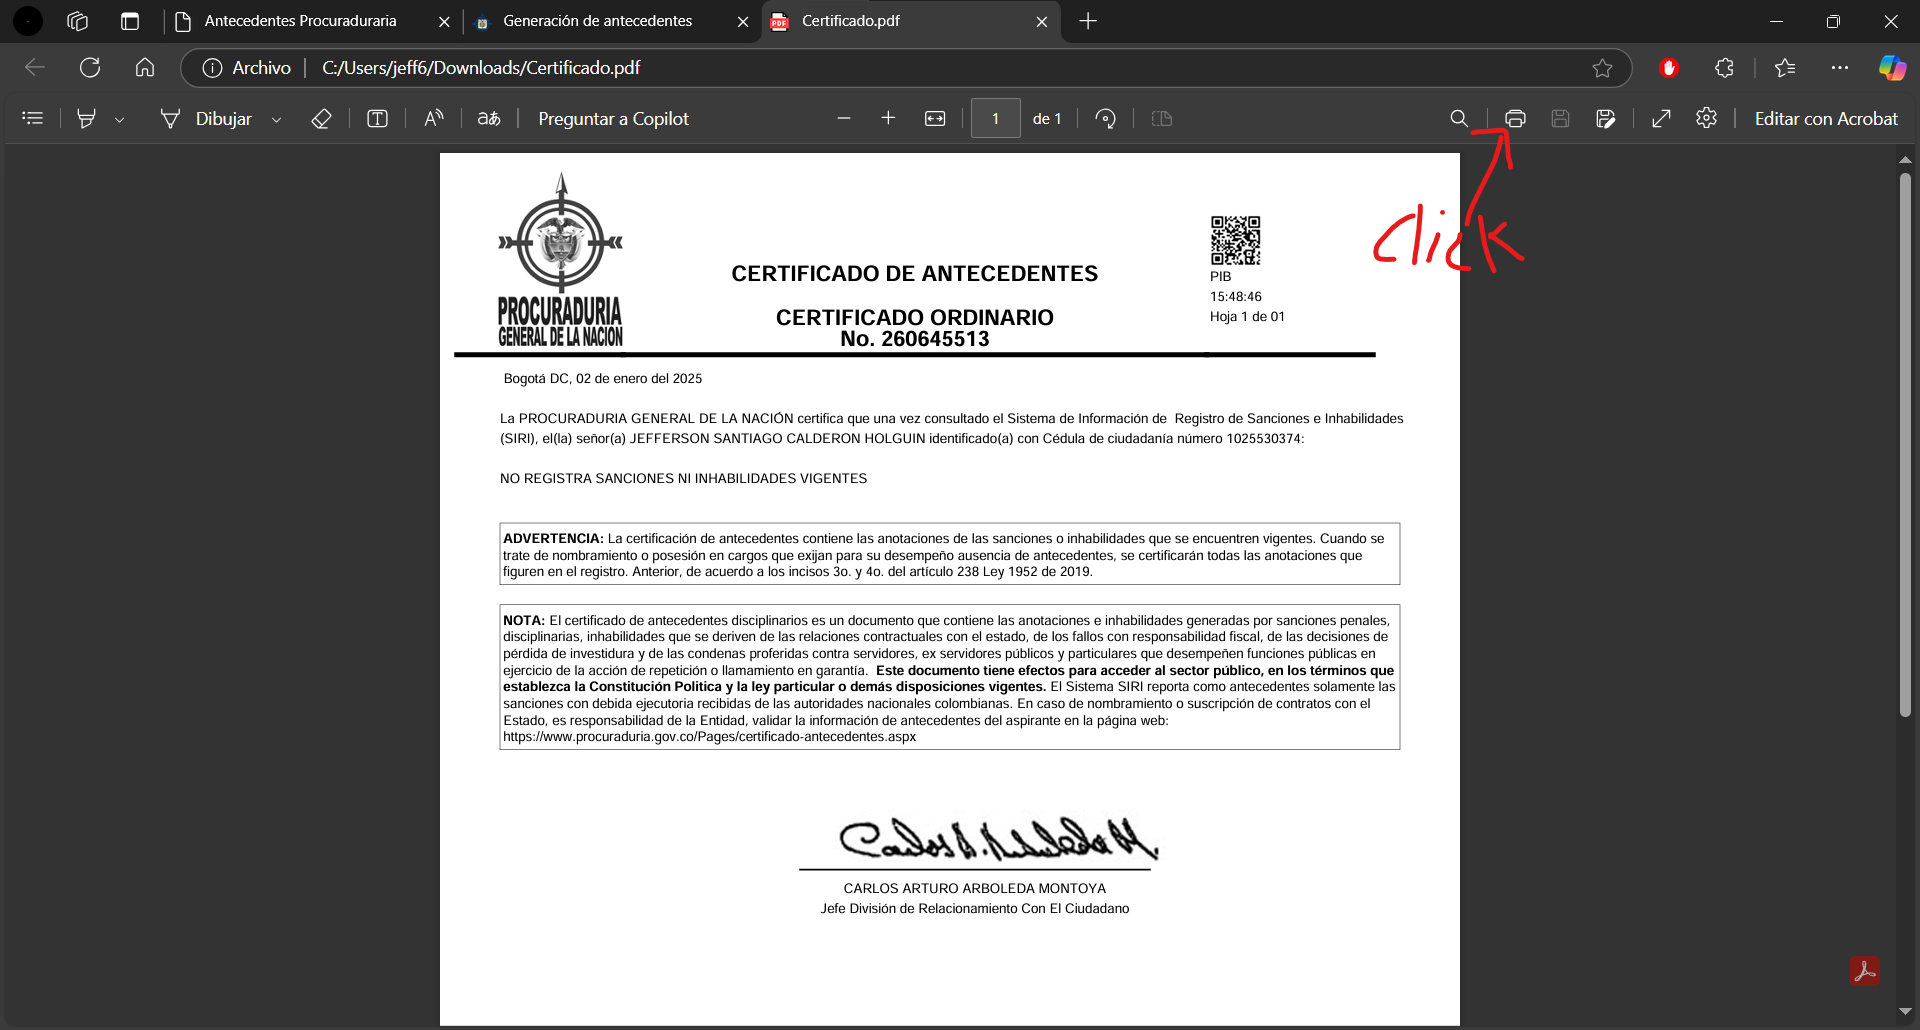 Antecedentes Procuraduraria
Generación de antecedentes
Certificado.pdf
Archivo
C:/Users/jeff6/Downloads/Certificado.pdf
Dibujar
Preguntar a Copilot
1
de 1
Editar con Acrobat
click
PROCURADURIA
GENERAL DE LA NACION
CERTIFICADO DE ANTECEDENTES
CERTIFICADO ORDINARIO
No. 260645513
PIB
15:48:46
Hoja 1 de 01
Bogotá DC, 02 de enero del 2025
La PROCURADURIA GENERAL DE LA NACIÓN certifica que una vez consultado el Sistema de Información de Registro de Sanciones e Inhabilidades
(SIRI), el(la) señor(a) JEFFERSON SANTIAGO CALDERON HOLGUIN identificado(a) con Cédula de ciudadanía número 1025530374:
NO REGISTRA SANCIONES NI INHABILIDADES VIGENTES
ADVERTENCIA: La certificación de antecedentes contiene las anotaciones de las sanciones o inhabilidades que se encuentren vigentes. Cuando se
trate de nombramiento o posesión en cargos que exijan para su desempeño ausencia de antecedentes, se certificarán todas las anotaciones que
figuren en el registro. Anterior, de acuerdo a los incisos 3o. y 4o. del artículo 238 Ley 1952 de 2019.
NOTA: El certificado de antecedentes disciplinarios es un documento que contiene las anotaciones e inhabilidades generadas por sanciones penales,
disciplinarias, inhabilidades que se deriven de las relaciones contractuales con el estado, de los fallos con responsabilidad fiscal, de las decisiones de
pérdida de investidura y de las condenas proferidas contra servidores, ex servidores públicos y particulares que desempeñen funciones públicas en
ejercicio de la acción de repetición o llamamiento en garantía. Este documento tiene efectos para acceder al sector público, en los términos que
establezca la Constitución Politica y la ley particular o demás disposiciones vigentes. El Sistema SIRI reporta como antecedentes solamente las
sanciones con debida ejecutoria recibidas de las autoridades nacionales colombianas. En caso de nombramiento o suscripción de contratos con el
Estado, es responsabilidad de la Entidad, validar la información de antecedentes del aspirante en la página web:
https://www.procuraduria.gov.co/Pages/certificado-antecedentes.aspx
CARLOS ARTURO ARBOLEDA MONTOYA
Jefe División de Relacionamiento Con El Ciudadano